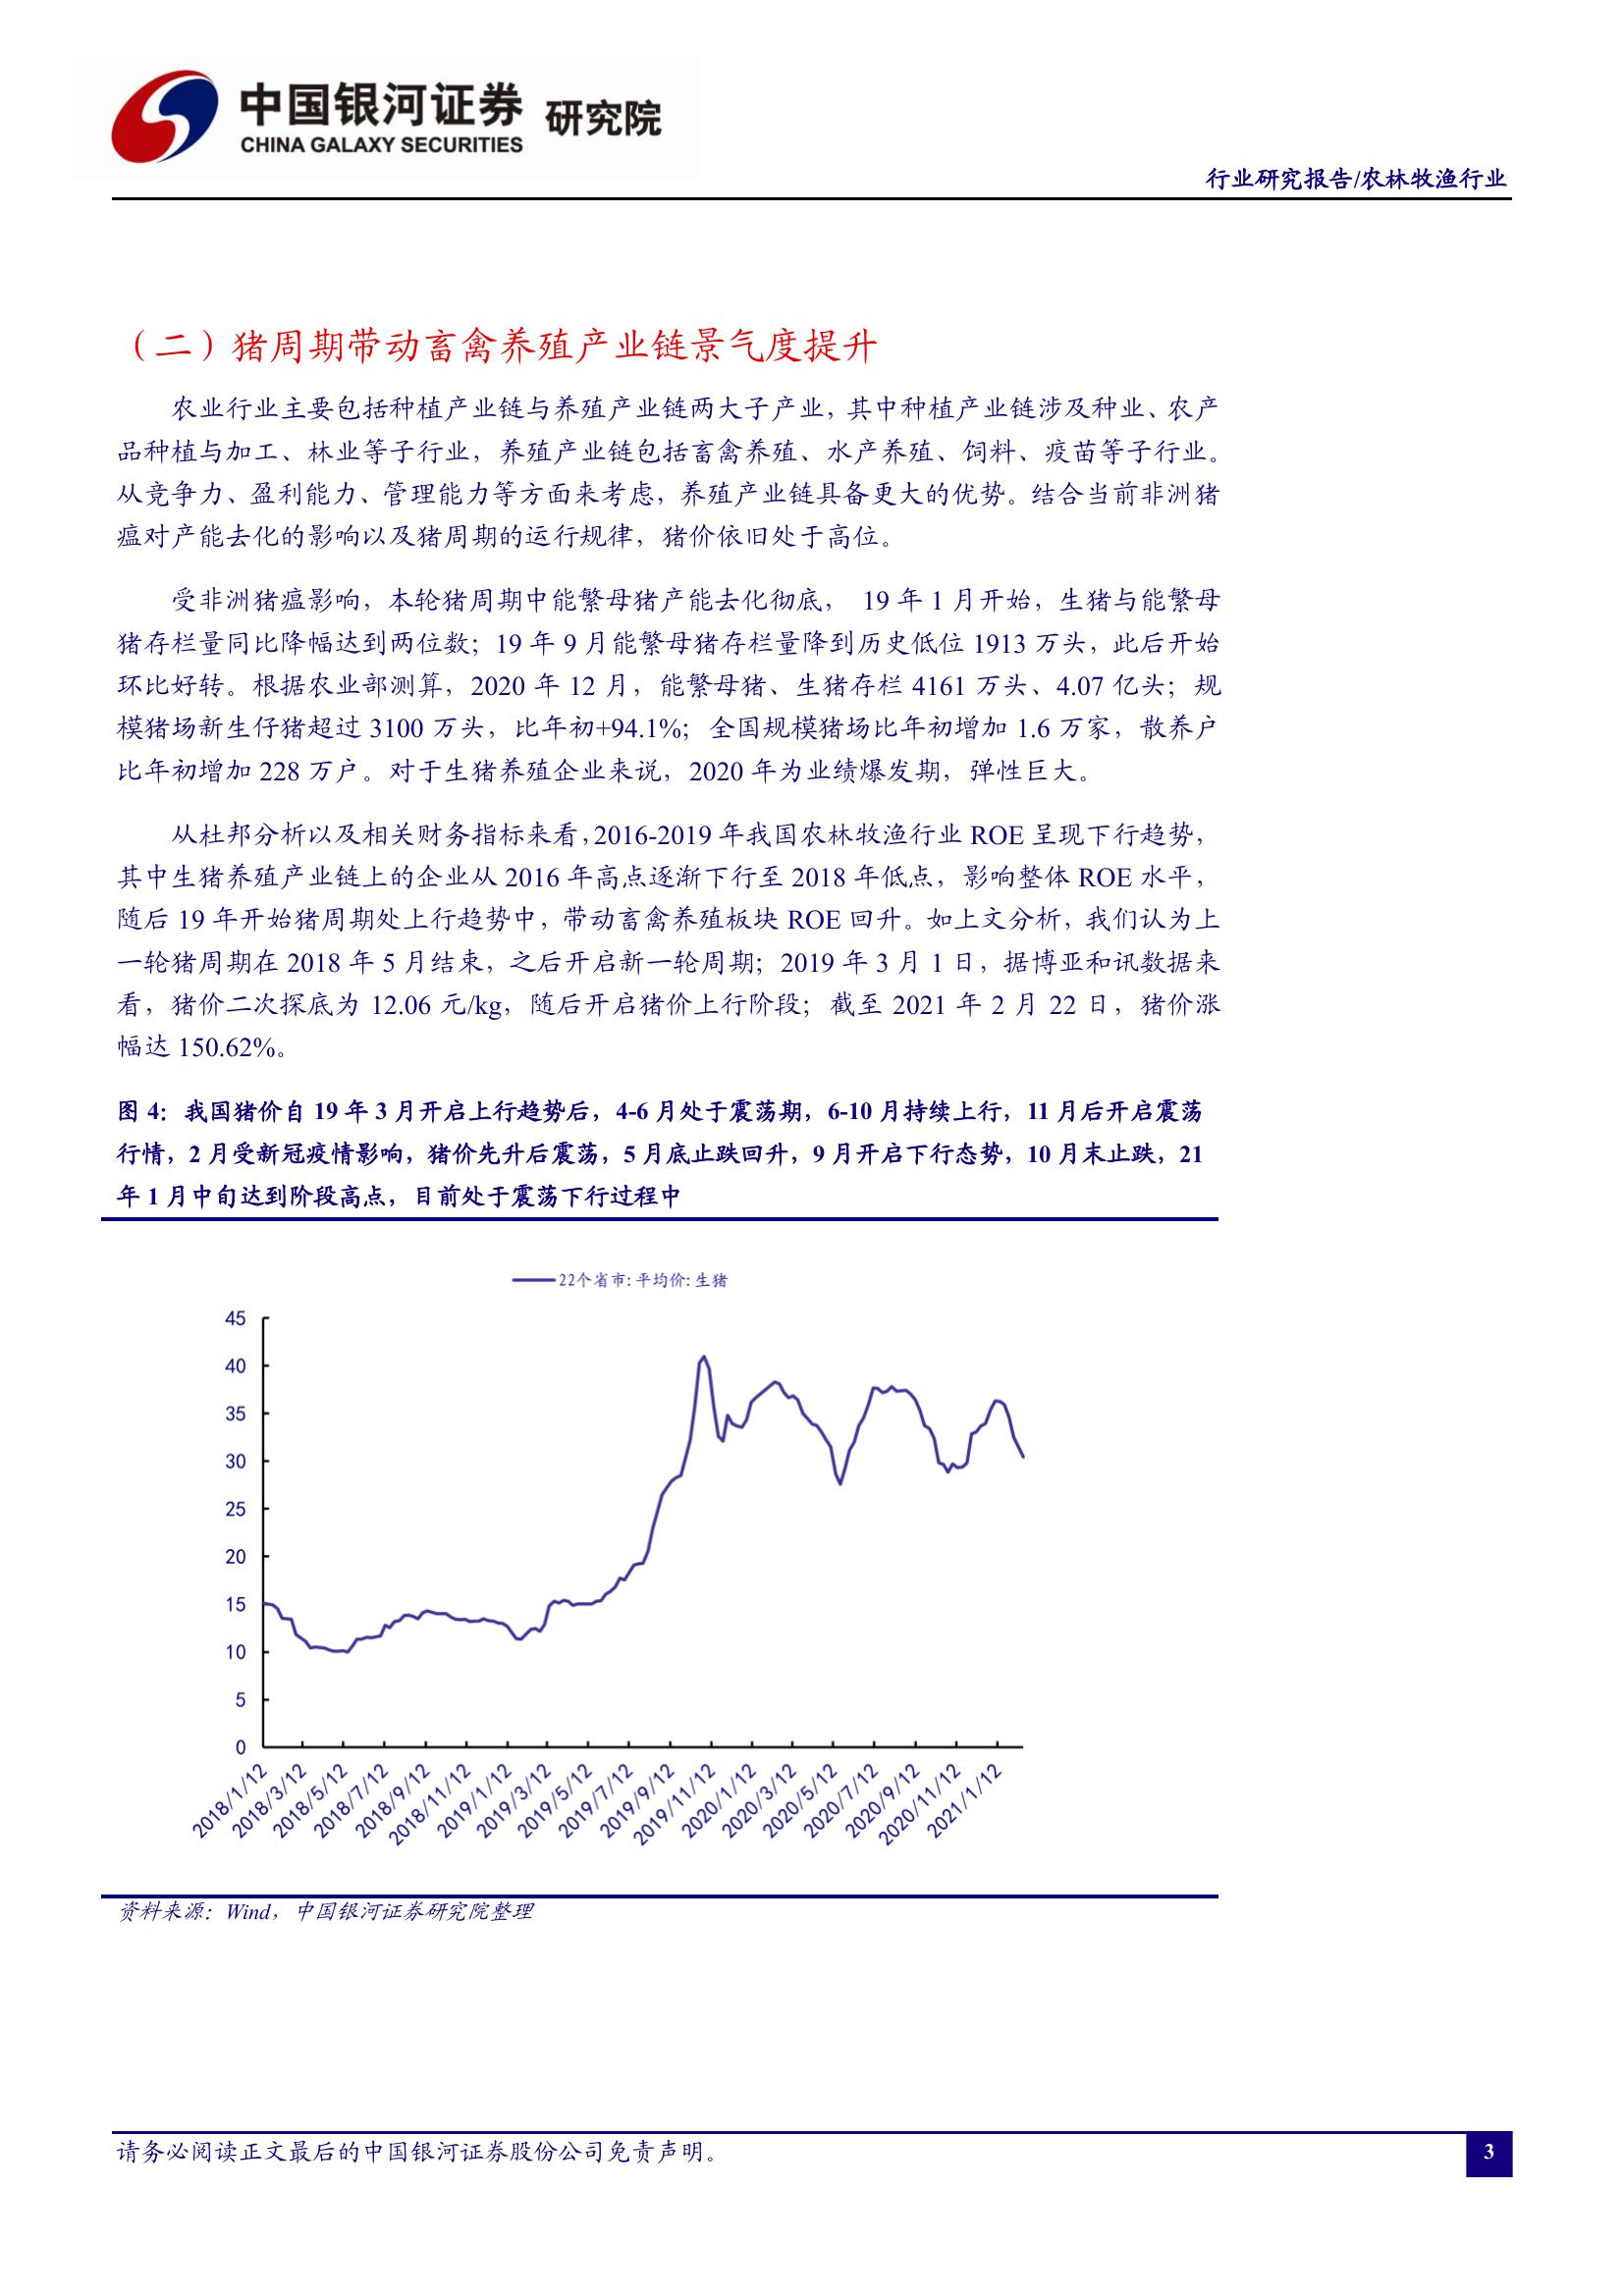 中国银河证券 研究院
CHINA GALAXY SECURITIES
行业研究报告/农林牧渔行业
（二）猪周期带动畜禽养殖产业链景气度提升
农业行业主要包括种植产业链与养殖产业链两大子产业，其中种植产业链涉及种业、农产
品种植与加工、林业等子行业，养殖产业链包括畜禽养殖、水产养殖、饲料、疫苗等子行业。
从竞争力、盈利能力、管理能力等方面来考虑，养殖产业链具备更大的优势。结合当前非洲猪
瘟对产能去化的影响以及猪周期的运行规律，猪价依旧处于高位。
受非洲猪瘟影响，本轮猪周期中能繁母猪产能去化彻底， 19 年 1 月开始，生猪与能繁母
猪存栏量同比降幅达到两位数；19 年 9 月能繁母猪存栏量降到历史低位 1913 万头，此后开始
环比好转。根据农业部测算，2020 年 12 月，能繁母猪、生猪存栏 4161 万头、4.07 亿头；规
模猪场新生仔猪超过 3100 万头，比年初+94.1%；全国规模猪场比年初增加 1.6 万家，散养户
比年初增加 228 万户。对于生猪养殖企业来说，2020 年为业绩爆发期，弹性巨大。
从杜邦分析以及相关财务指标来看，2016-2019 年我国农林牧渔行业 ROE 呈现下行趋势，
其中生猪养殖产业链上的企业从 2016 年高点逐渐下行至 2018 年低点，影响整体 ROE 水平，
随后 19 年开始猪周期处上行趋势中，带动畜禽养殖板块 ROE 回升。如上文分析，我们认为上
一轮猪周期在 2018 年 5 月结束，之后开启新一轮周期；2019 年 3 月 1 日，据博亚和讯数据来
看，猪价二次探底为 12.06 元/kg，随后开启猪价上行阶段；截至 2021 年 2 月 22 日，猪价涨
幅达 150.62%。
图 4：我国猪价自 19 年 3 月开启上行趋势后，4-6 月处于震荡期，6-10 月持续上行，11 月后开启震荡
行情，2 月受新冠疫情影响，猪价先升后震荡，5 月底止跌回升，9 月开启下行态势，10 月末止跌，21
年 1 月中旬达到阶段高点，目前处于震荡下行过程中
22个省市:平均价:生猪
45
40
35
30
25
20
15
10
5
0
2018/1/12
2018/3/12
2018/5/12
2018/7/12
2018/9/12
2018/11/12
2019/1/12
2019/3/12
2019/5/12
2019/7/12
2019/9/12
2019/11/12
2020/1/12
2020/3/12
2020/5/12
2020/7/12
2020/9/12
2020/11/12
2021/1/12
资料来源：Wind，中国银河证券研究院整理
请务必阅读正文最后的中国银河证券股份公司免责声明。
3